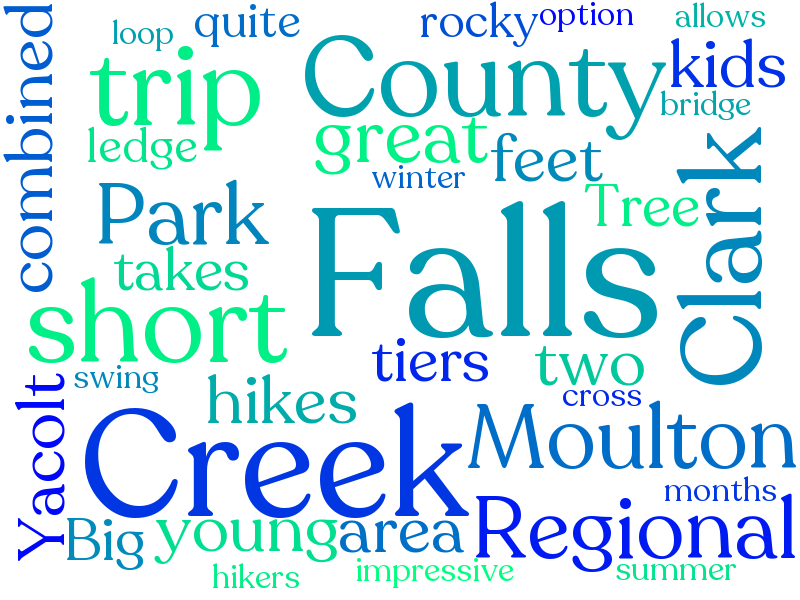 loop
quite
rocky
option
allows
combined
trip
County
kids
bridge
ledge
great
feet
winter
Clark
Park
Falls
Tree
takes
short
tiers
two
swing
cross
Yacolt
hikes
Creek
Moulton
months
Big
young
area
Regional
hikers
impressive
summer